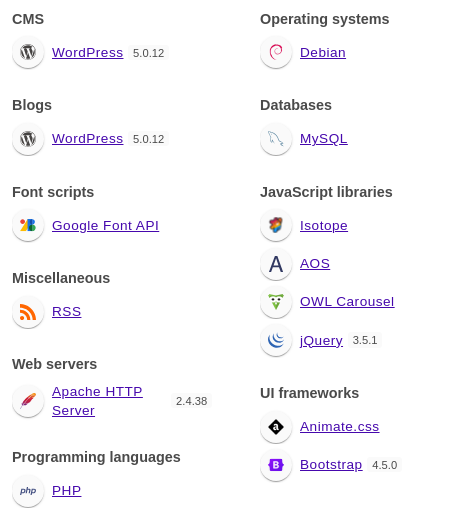 CMS
WordPress 5.0.12
Blogs
WordPress 5.0.12
Font scripts
Google Font API
Miscellaneous
RSS
Web servers
Apache HTTP
Server 2.4.38
Programming languages
php PHP
Operating systems
Debian
Databases
MySQL
JavaScript libraries
Isotope
A AOS
OWL Carousel
jQuery 3.5.1
UI frameworks
a Animate.css
B Bootstrap 4.5.0